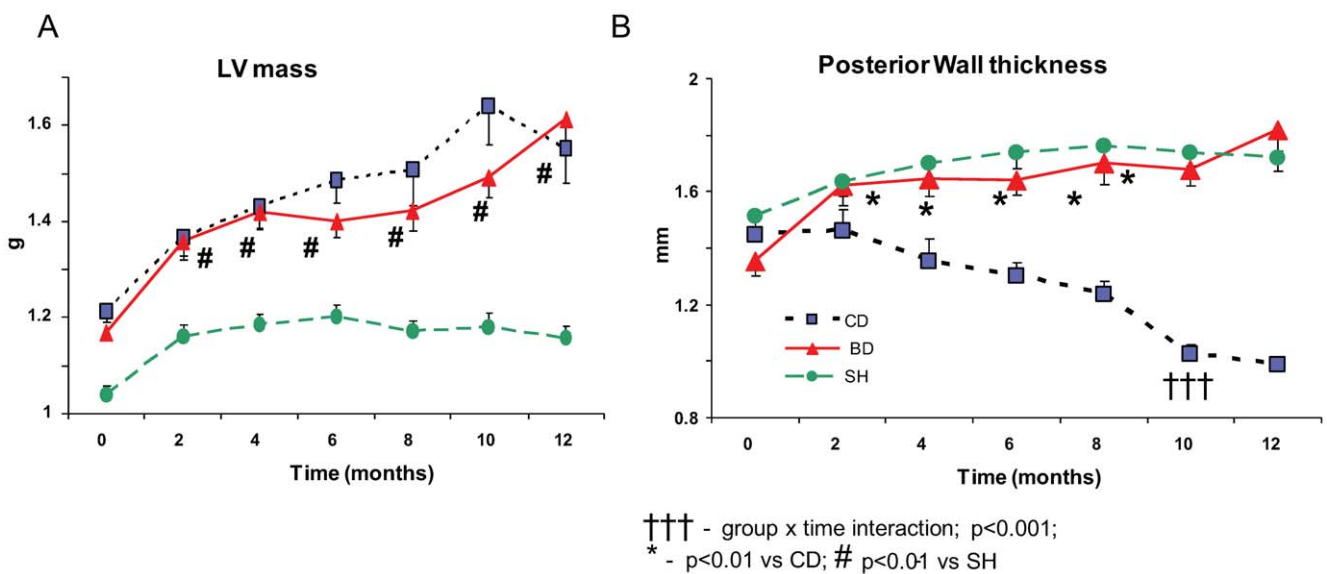 A
LV mass
1.6
1.4
1.2
1
g
0 2 4 6 8 10 12
Time (months)
# # # # # #
B
Posterior Wall thickness
2
1.6
1.2
0.8
mm
* * * * *
CD
BD
SH
†††
0 2 4 6 8 10 12
Time (months)
††† - group x time interaction; p<0.001;
* - p<0.01 vs CD; # p<0.01 vs SH